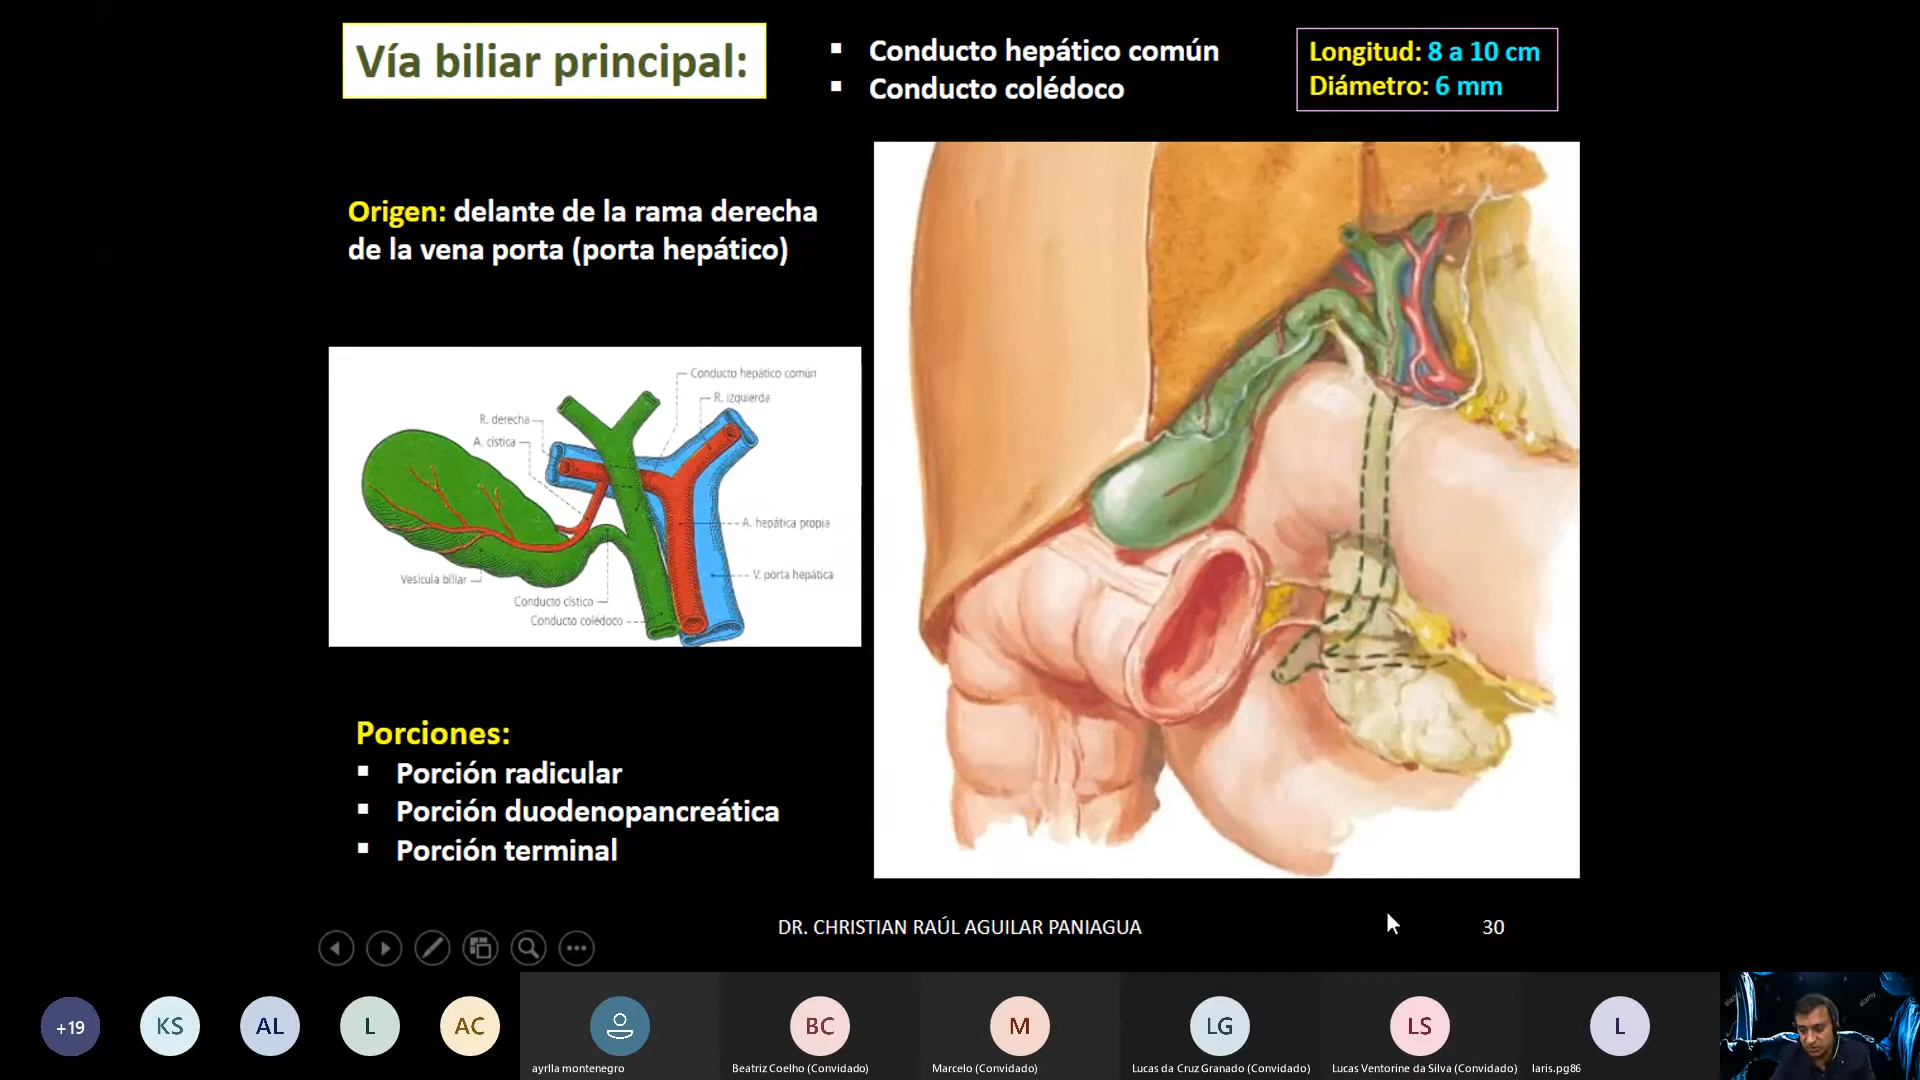 Vía biliar principal:
▪ Conducto hepático común
▪ Conducto colédoco
Longitud: 8 a 10 cm
Diámetro: 6 mm
Origen: delante de la rama derecha
de la vena porta (porta hepático)
Conducto hepático común
R. izquierda
R. derecha
A. cística
A. hepática propia
V. porta hepática
Vesícula biliar
Conducto cístico
Conducto colédoco
Porciones:
▪ Porción radicular
▪ Porción duodenopancreática
▪ Porción terminal
DR. CHRISTIAN RAÚL AGUILAR PANIAGUA
30
+19
KS
AL
L
AC
BC
M
LG
LS
L
ayrlla montenegro
Beatriz Coelho (Convidado)
Marcelo (Convidado)
Lucas da Cruz Granado (Convidado)
Lucas Ventorine da Silva (Convidado)
laris.pg86
alamy
alamy